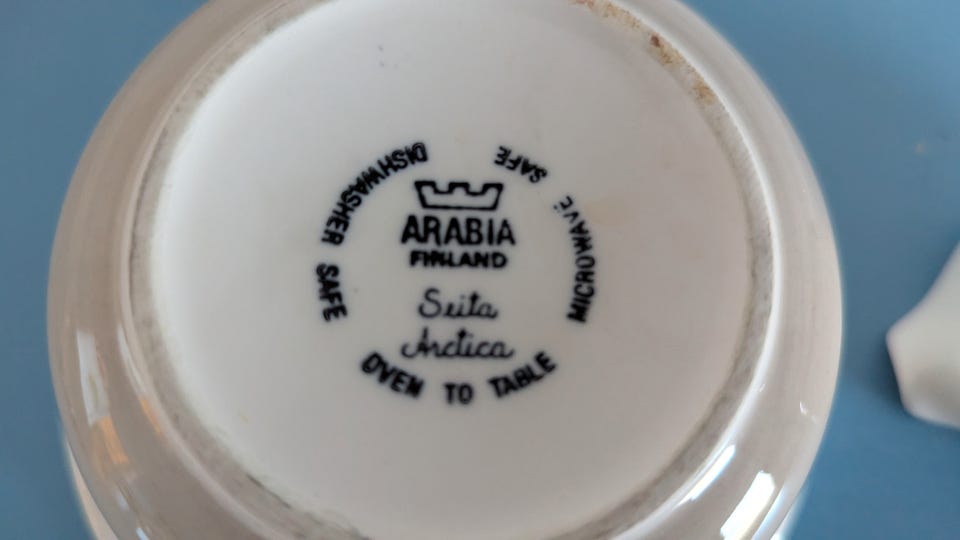 DISHWASHER SAFE
MICROWAVE SAFE
ARABIA
FINLAND
Seita
Arctica
OVEN TO TABLE